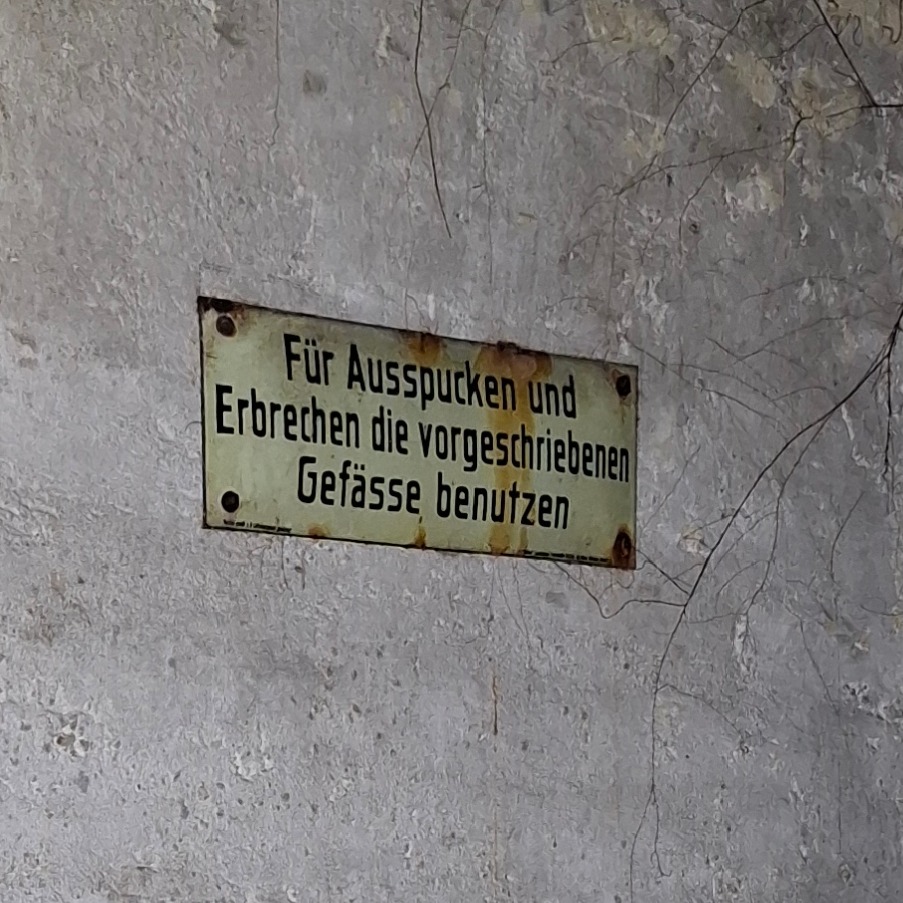 Für Ausspucken und
Erbrechen die vorgeschriebenen
Gefässe benutzen